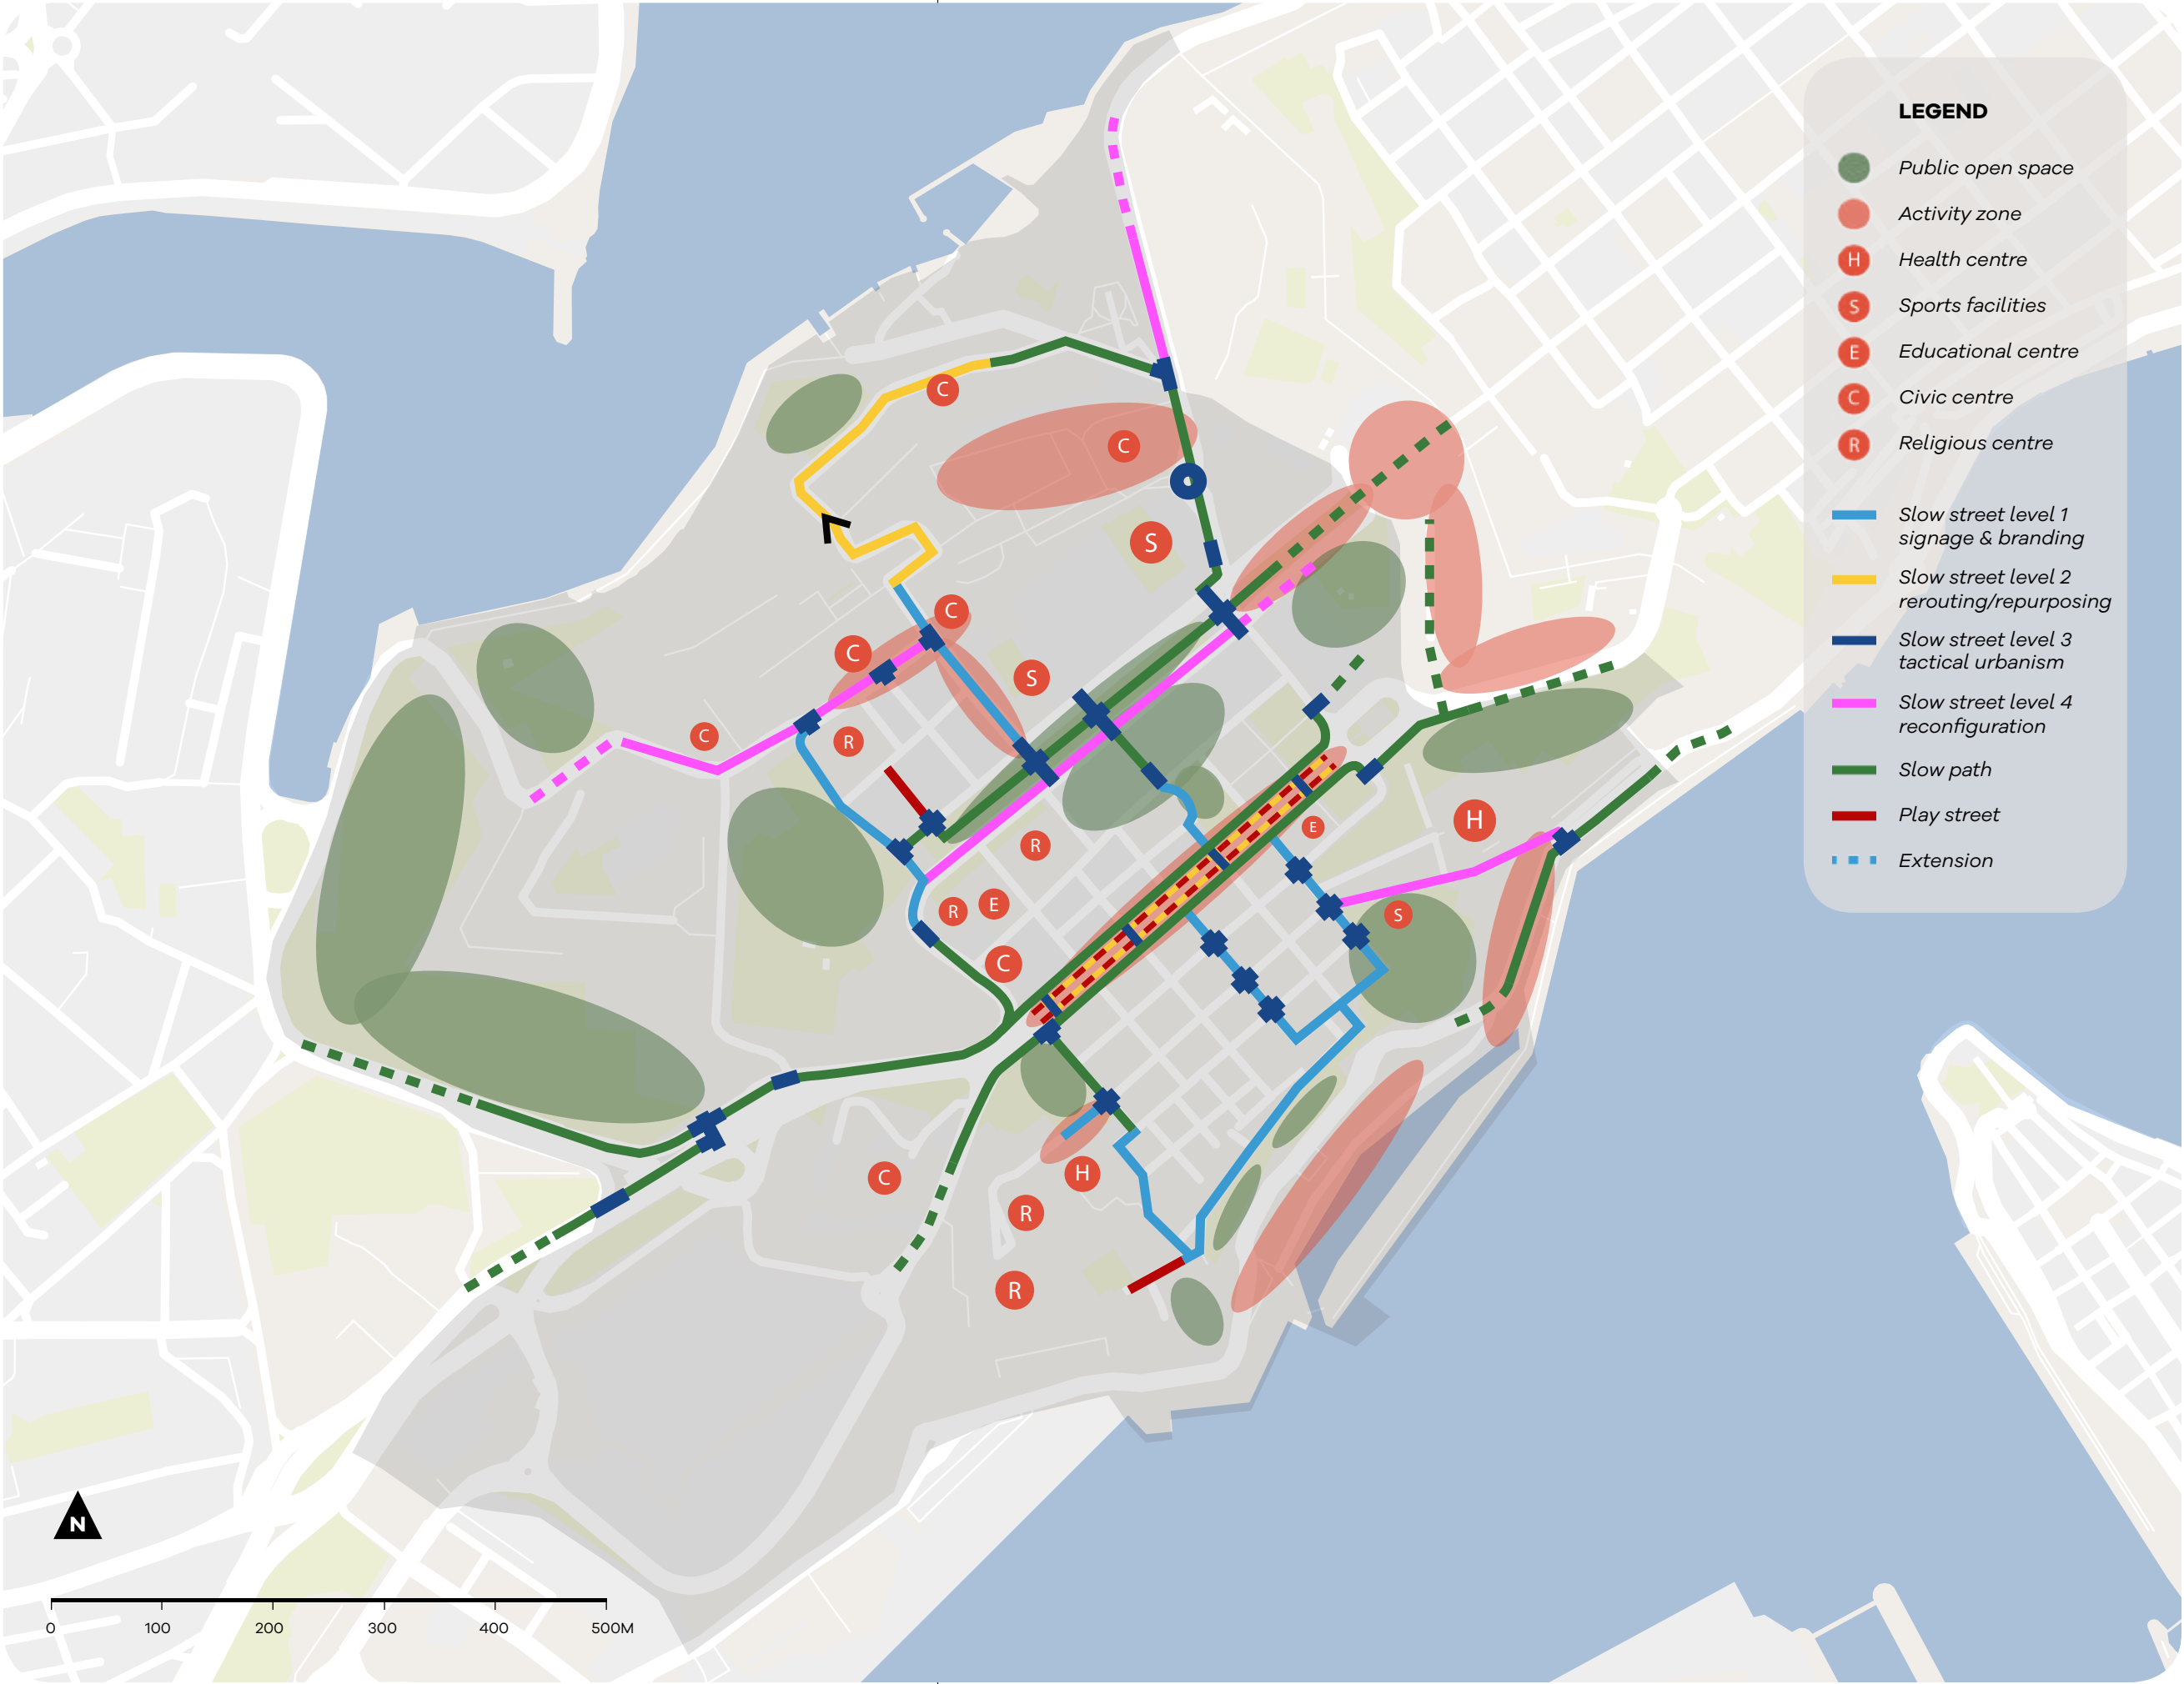 LEGEND
Public open space
Activity zone
H Health centre
S Sports facilities
E Educational centre
C Civic centre
R Religious centre
Slow street level 1
signage & branding
Slow street level 2
rerouting/repurposing
Slow street level 3
tactical urbanism
Slow street level 4
reconfiguration
Slow path
Play street
Extension
C
C
S
C
C
S
C
R
E
H
R
R
E
S
C
H
C
R
R
N
0 100 200 300 400 500M